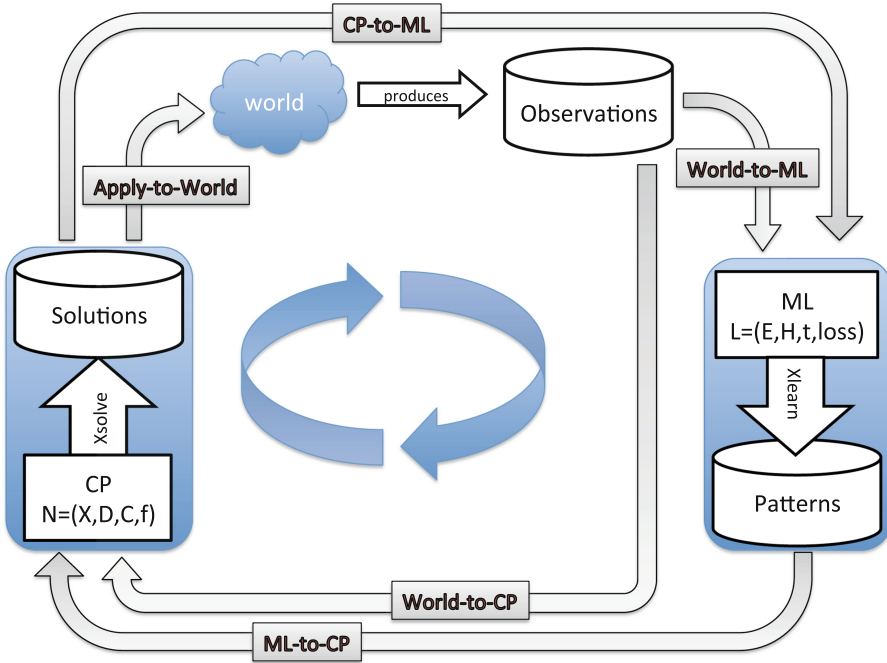 CP-to-ML
world
produces
Observations
Apply-to-World
World-to-ML
Solutions
Xsolve
CP
N=(X,D,C,f)
ML
L=(E,H,t,loss)
Xlearn
Patterns
World-to-CP
ML-to-CP